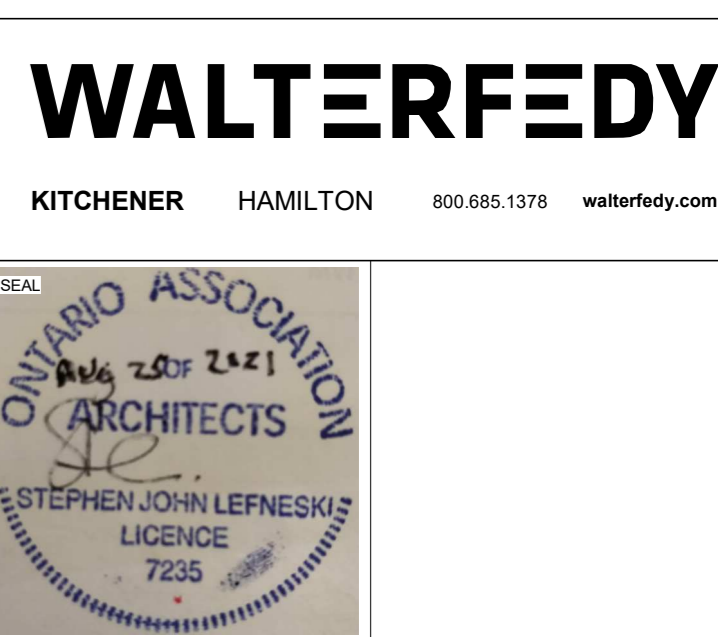 WALTERFEDY
KITCHENER HAMILTON 800.685.1378 walterfedy.com
SEAL
ONTARIO ASSOCIATION
Aug 25 2021
OF
ARCHITECTS
STEPHEN JOHN LEFNESKI
LICENCE
7235